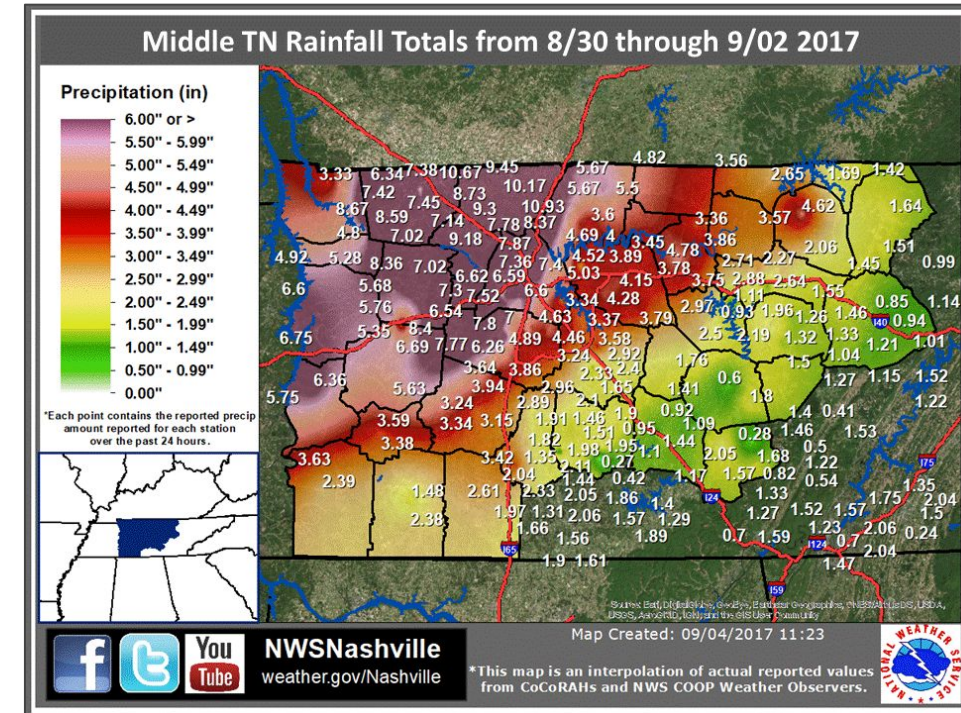 Middle TN Rainfall Totals from 8/30 through 9/02 2017
Precipitation (in)
6.00" or >
5.50" - 5.99"
5.00" - 5.49"
4.50" - 4.99"
4.00" - 4.49"
3.50" - 3.99"
3.00" - 3.49"
2.50" - 2.99"
2.00" - 2.49"
1.50" - 1.99"
1.00" - 1.49"
0.50" - 0.99"
0.00"
*Each point contains the reported precip
amount reported for each station
over the past 24 hours.
3.33 6.34 7.38 10.67 9.45 5.67 4.82 3.56 2.65 1.69 1.42
7.42 8.73 10.17 5.67 5.5
8.67 7.45 9.3 10.93 3.6 4.62 1.64
8.59 7.14 7.78 8.37 3.36 3.57
4.8 7.02 9.18 7.87 4.69 4 3.45 3.86 2.06 1.51
4.92 5.28 8.36 7.02 7.36 7.4 4.52 3.89 4.78 2.71 2.27 1.45 0.99
6.6 5.68 6.62 6.59 5.03 4.15 3.78 3.75 2.88 2.64
7.3 7.52 6.6 3.34 4.28 1.11 1.55 0.85 1.14
5.76 6.54 7.8 7 4.63 3.37 3.79 2.97 0.93 1.96 1.26 1.46 I40 0.94
6.75 5.35 8.4 4.89 4.46 3.58 2.5 2.19 1.32 1.33
6.69 7.77 6.26 3.24 2.92 1.76 1.5 1.04 1.21 1.01
6.36 3.64 3.86 2.33 2.4 0.6 1.27 1.15 1.52
5.75 5.63 3.94 2.96 1.65 1.41 1.8 1.22
3.24 2.89 2.1 0.92 1.4 0.41
3.59 3.34 3.15 1.91 1.46 1.9 1.09 0.28 1.46 1.53
3.38 1.82 1.51 0.95 1.44 0.5
3.63 3.42 1.35 1.98 1.95 1.1 2.05 1.68 1.22 I75
2.39 2.04 2.11 0.27 1.17 1.57 0.82 0.54 1.35
1.48 2.61 2.33 1.44 0.42 I24 1.33 1.75 2.04
2.05 1.86 1.4
2.38 1.97 1.31 2.06 1.57 1.29 1.27 1.52 1.57 1.5
1.66 1.56 1.89 0.7 1.59 1.23 2.06 0.24
I65 I124 0.7 2.04
1.9 1.61 1.47
I59
Map Created: 09/04/2017 11:23
You
Tube
NWSNashville
weather.gov/Nashville
*This map is an interpolation of actual reported values
from CoCoRAHs and NWS COOP Weather Observers.
NATIONAL WEATHER SERVICE